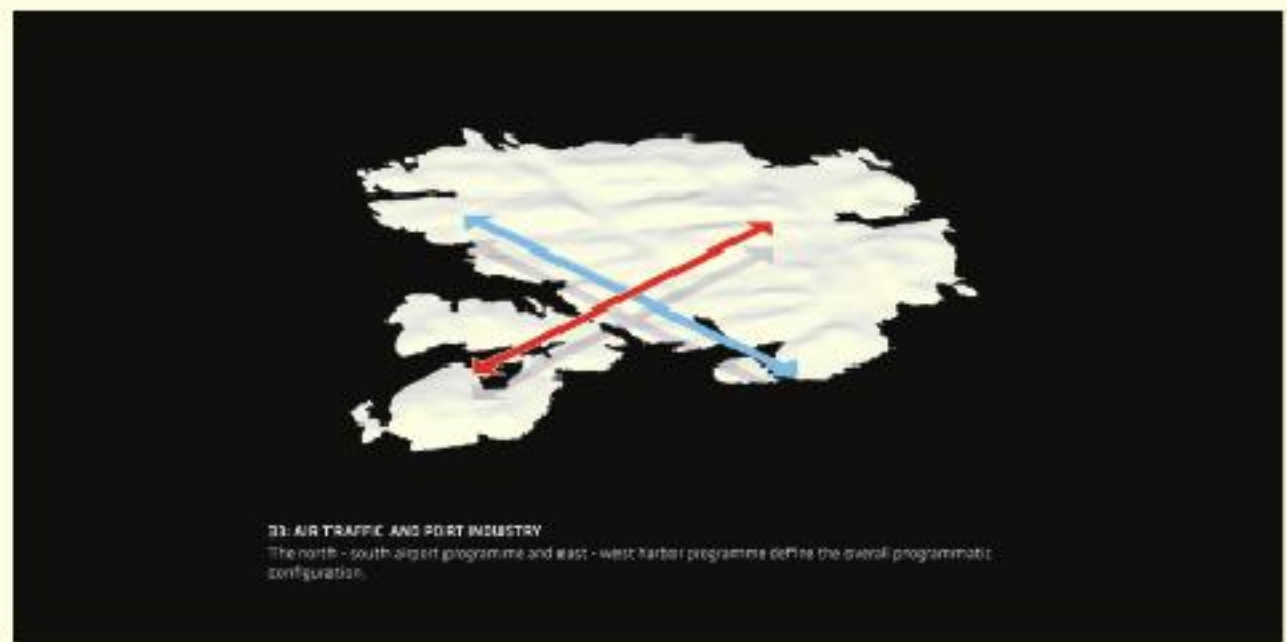 33: AIR TRAFFIC AND PORT INDUSTRY
The north - south airport programme and east - west harbor programme define the overall programmatic
configuration.